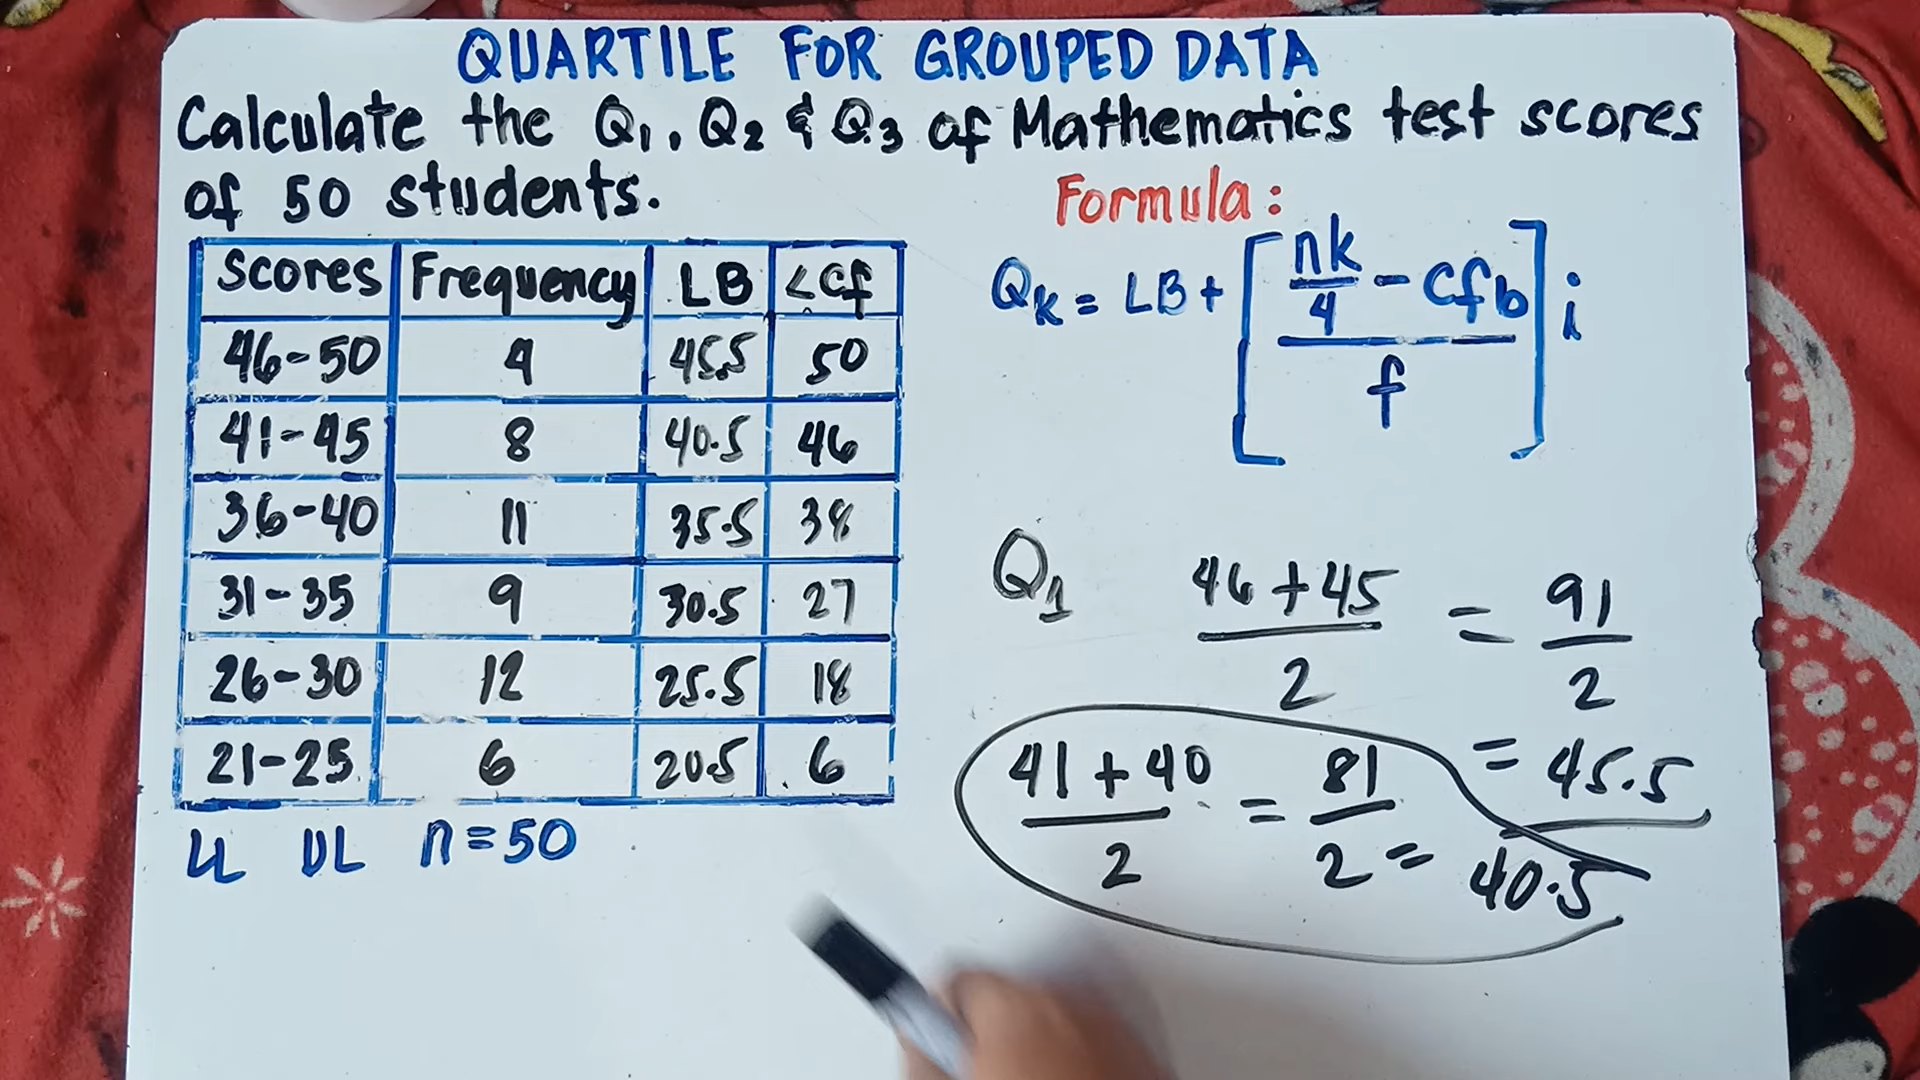 QUARTILE FOR GROUPED DATA
Calculate the Q1, Q2 & Q3 of Mathematics test scores
of 50 students.
Formula:
Qk = LB + [nk/4 - cfb / f] i
Scores Frequency LB <cf
46-50 4 45.5 50
41-45 8 40.5 46
36-40 11 35.5 38
31-35 9 30.5 27
26-30 12 25.5 18
21-25 6 20.5 6
LL UL n=50
Q1
46+45/2 = 91/2
= 45.5
41+40/2 = 81/2 = 40.5